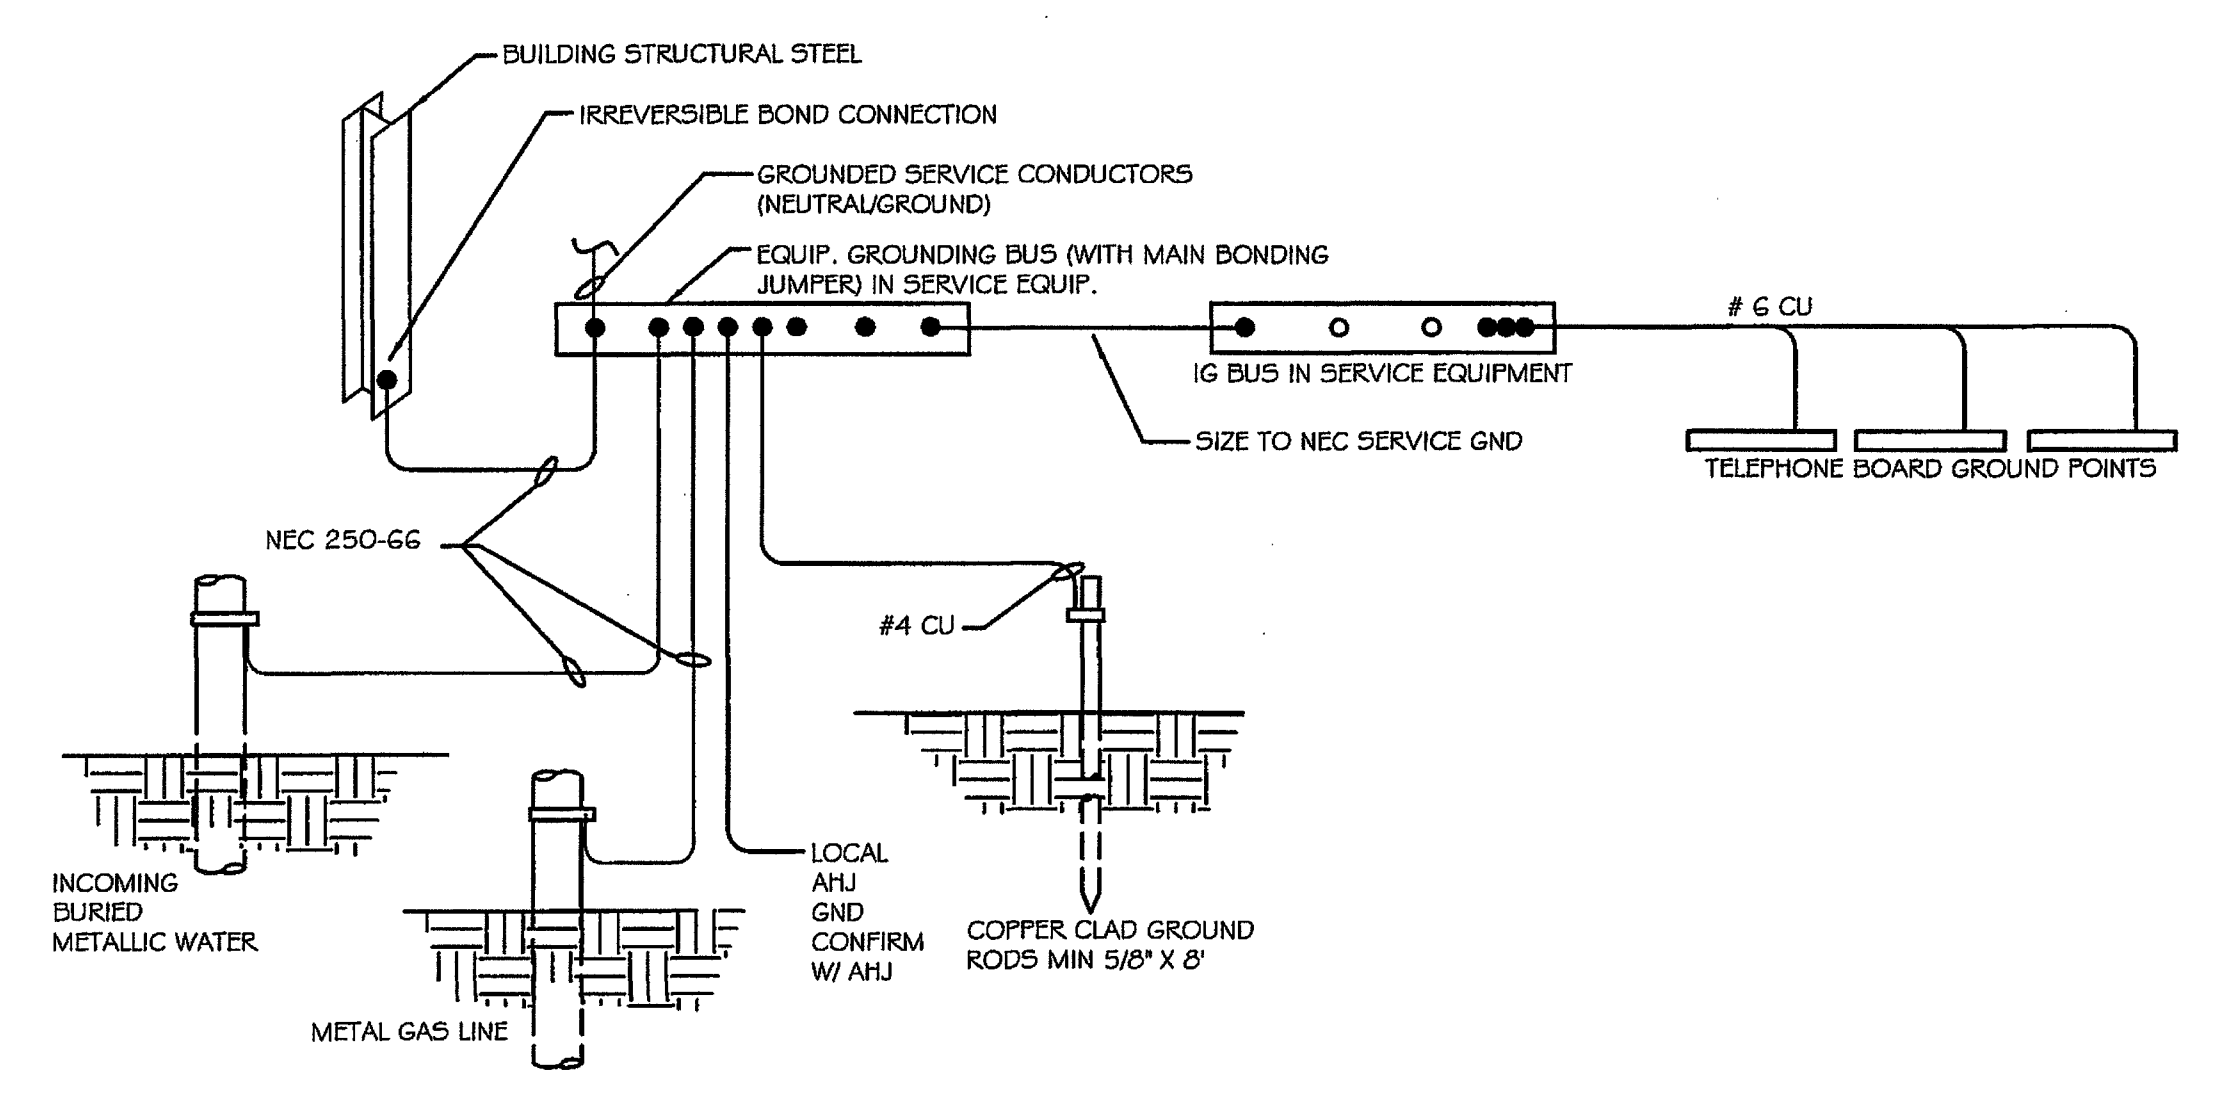 BUILDING STRUCTURAL STEEL
IRREVERSIBLE BOND CONNECTION
GROUNDED SERVICE CONDUCTORS
(NEUTRAL/GROUND)
EQUIP. GROUNDING BUS (WITH MAIN BONDING
JUMPER) IN SERVICE EQUIP.
# 6 CU
IG BUS IN SERVICE EQUIPMENT
SIZE TO NEC SERVICE GND
TELEPHONE BOARD GROUND POINTS
NEC 250-66
#4 CU
INCOMING
BURIED
METALLIC WATER
LOCAL
AHJ
GND
CONFIRM
W/ AHJ
COPPER CLAD GROUND
RODS MIN 5/8" X 8'
METAL GAS LINE